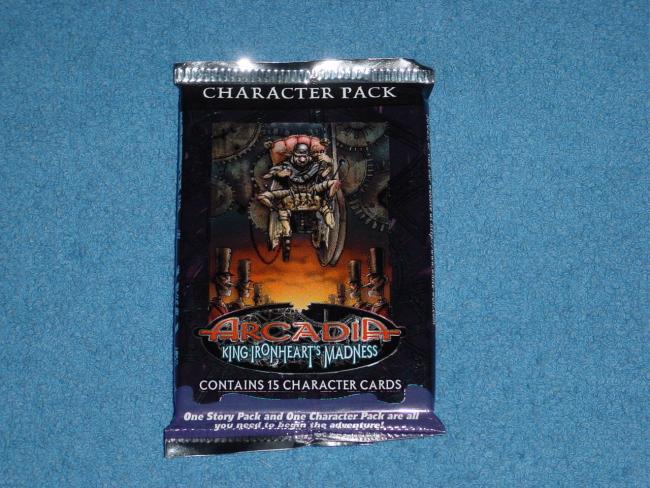 CHARACTER PACK
ARCADIA
KING IRONHEART'S MADNESS
CONTAINS 15 CHARACTER CARDS
One Story Pack and One Character Pack are all
you need to begin the adventure!